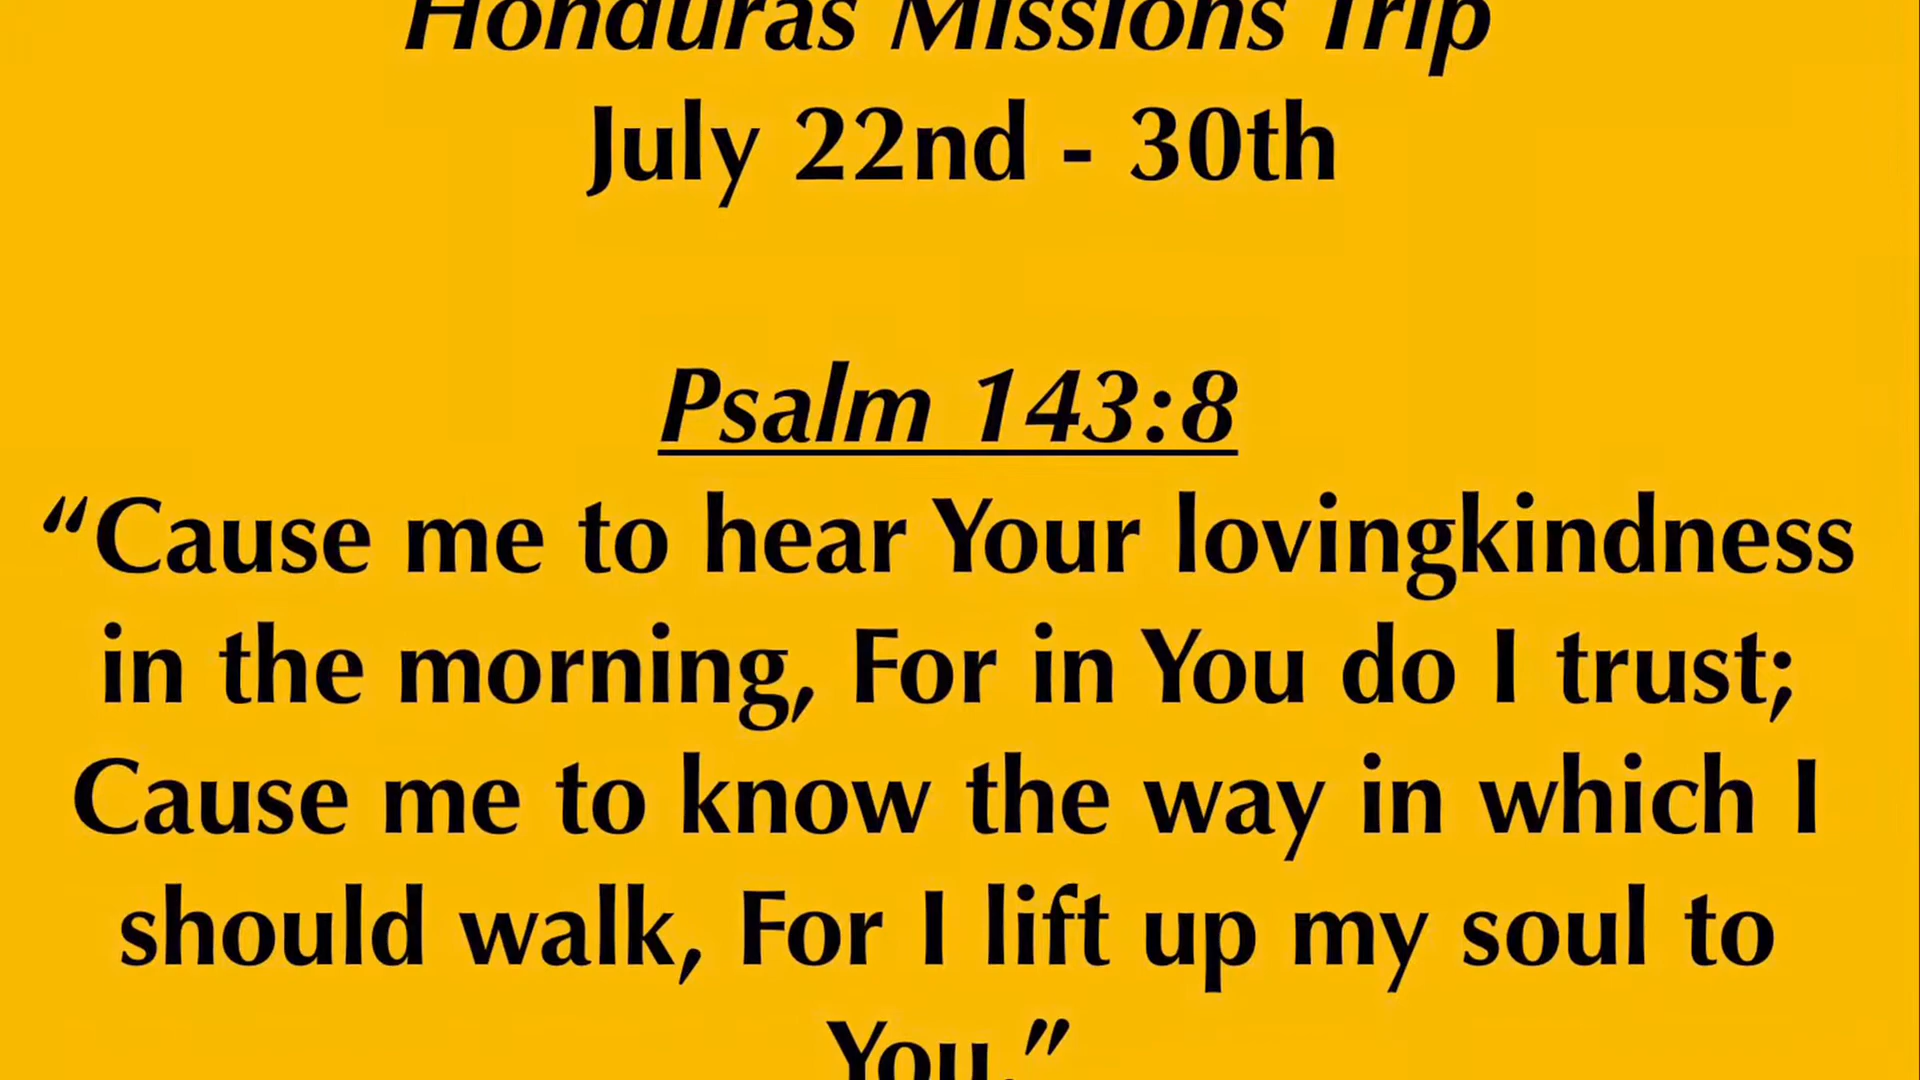 Honduras Missions Trip
July 22nd - 30th
Psalm 143:8
“Cause me to hear Your lovingkindness
in the morning, For in You do I trust;
Cause me to know the way in which I
should walk, For I lift up my soul to
You.”